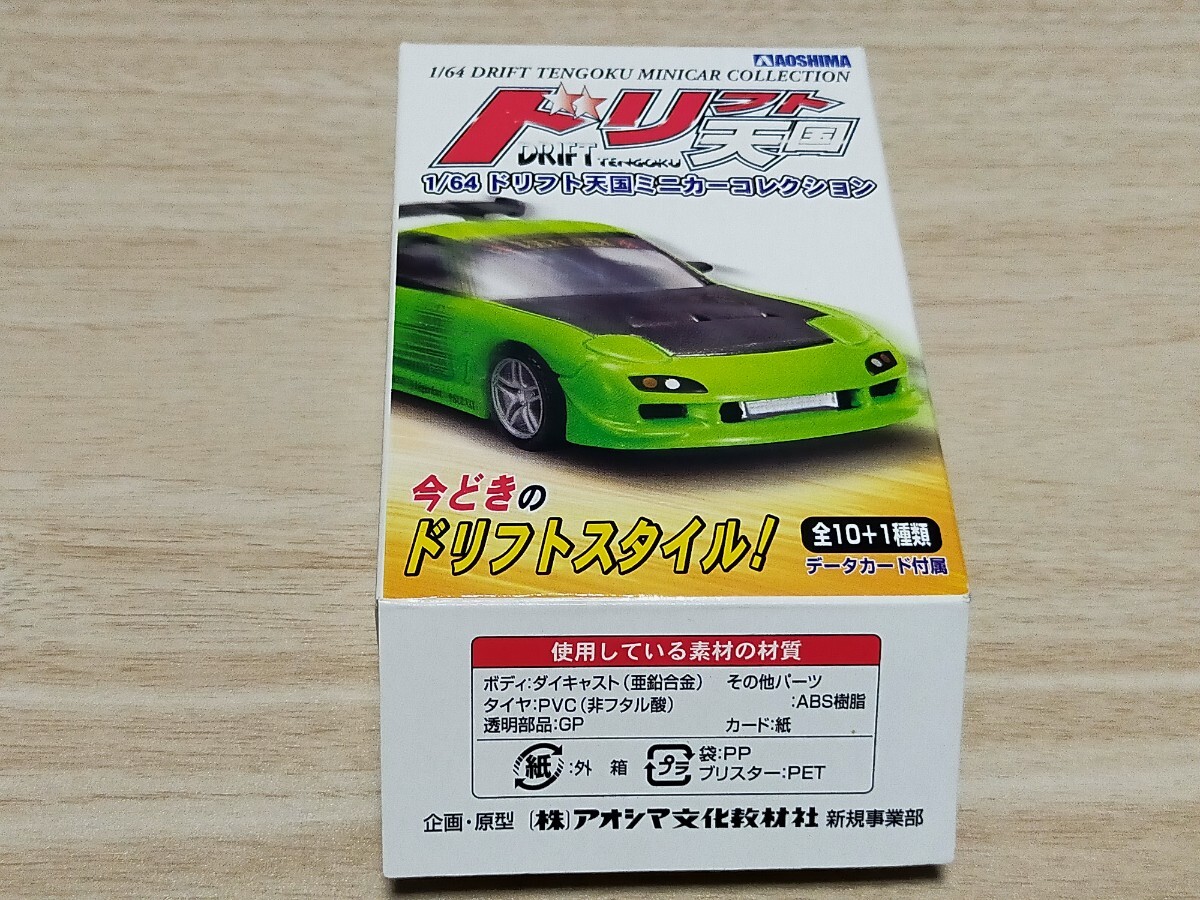 AOSHIMA
1/64 DRIFT TENGOKU MINICAR COLLECTION
ドリフト天国
DRIFT TENGOKU
1/64 ドリフト天国ミニカーコレクション
今どきの
ドリフトスタイル!
全10+1種類
データカード付属
使用している素材の材質
ボディ:ダイキャスト(亜鉛合金) その他パーツ
タイヤ:PVC(非フタル酸) :ABS樹脂
透明部品:GP カード:紙
紙:外 箱 プラ 袋:PP
ブリスター:PET
企画・原型 (株)アオシマ文化教材社 新規事業部